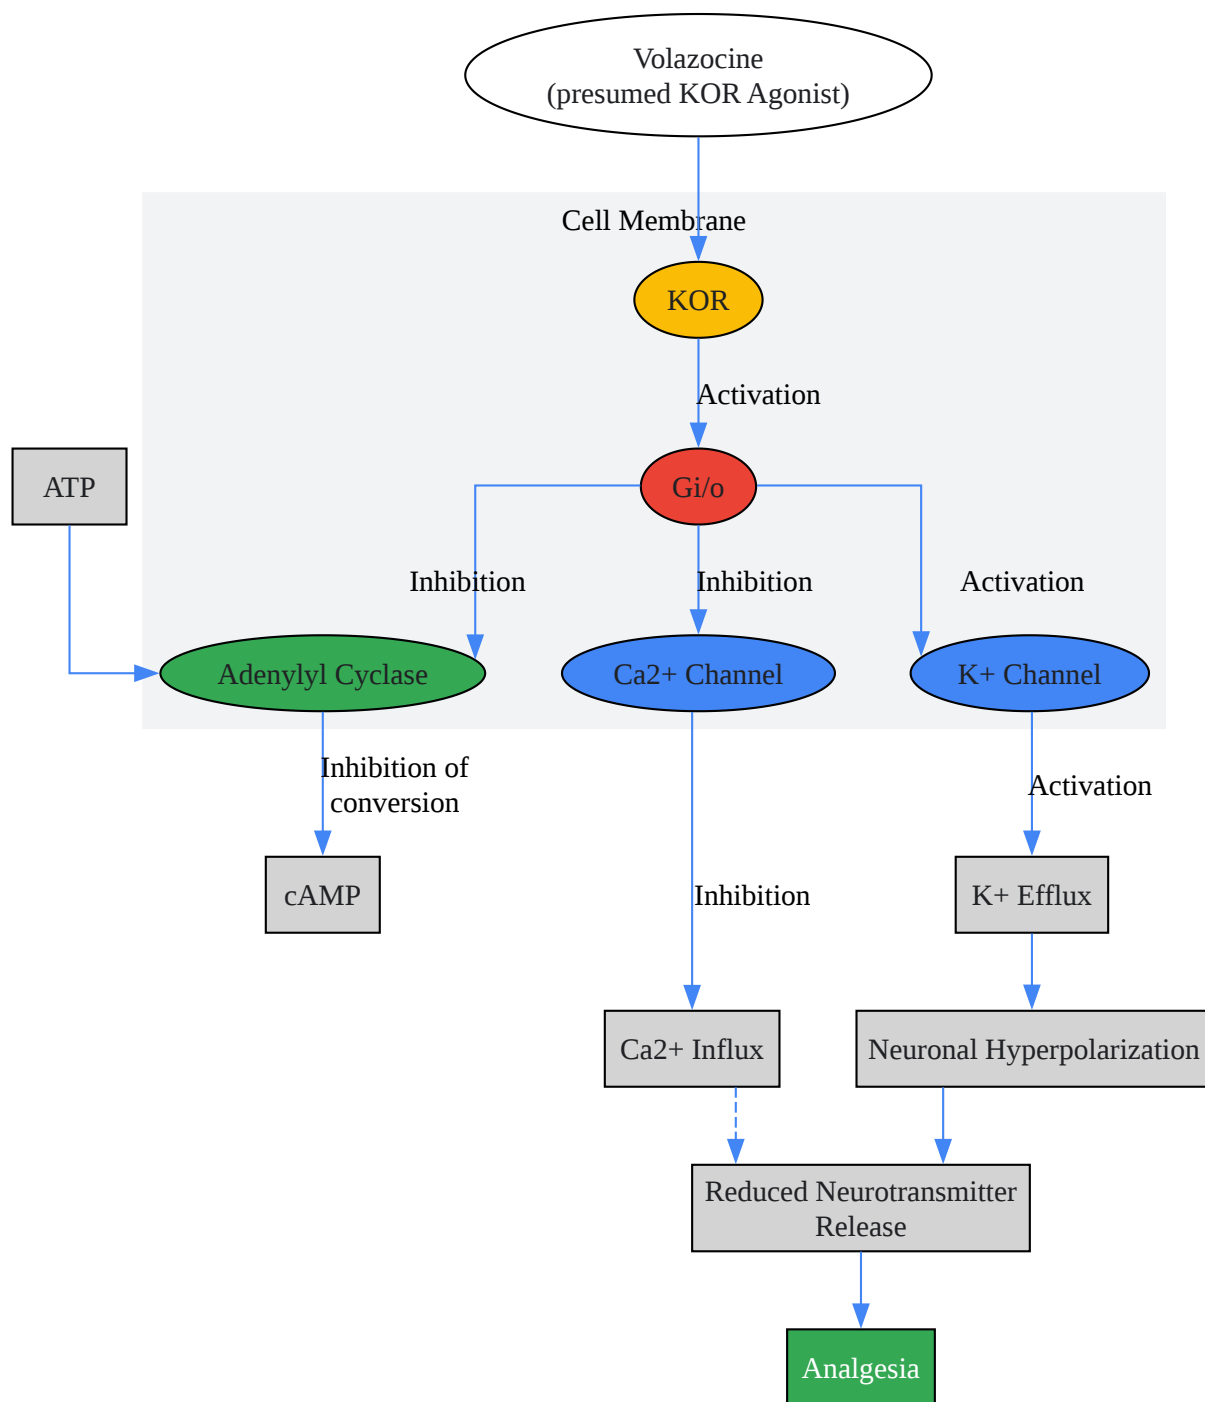 Volazocine
(presumed KOR Agonist)
Cell Membrane
KOR
Activation
ATP
Gi/o
Inhibition
Inhibition
Activation
Adenylyl Cyclase
Ca2+ Channel
K+ Channel
Inhibition of
conversion
Activation
cAMP
Inhibition
K+ Efflux
Ca2+ Influx
Neuronal Hyperpolarization
Reduced Neurotransmitter
Release
Analgesia